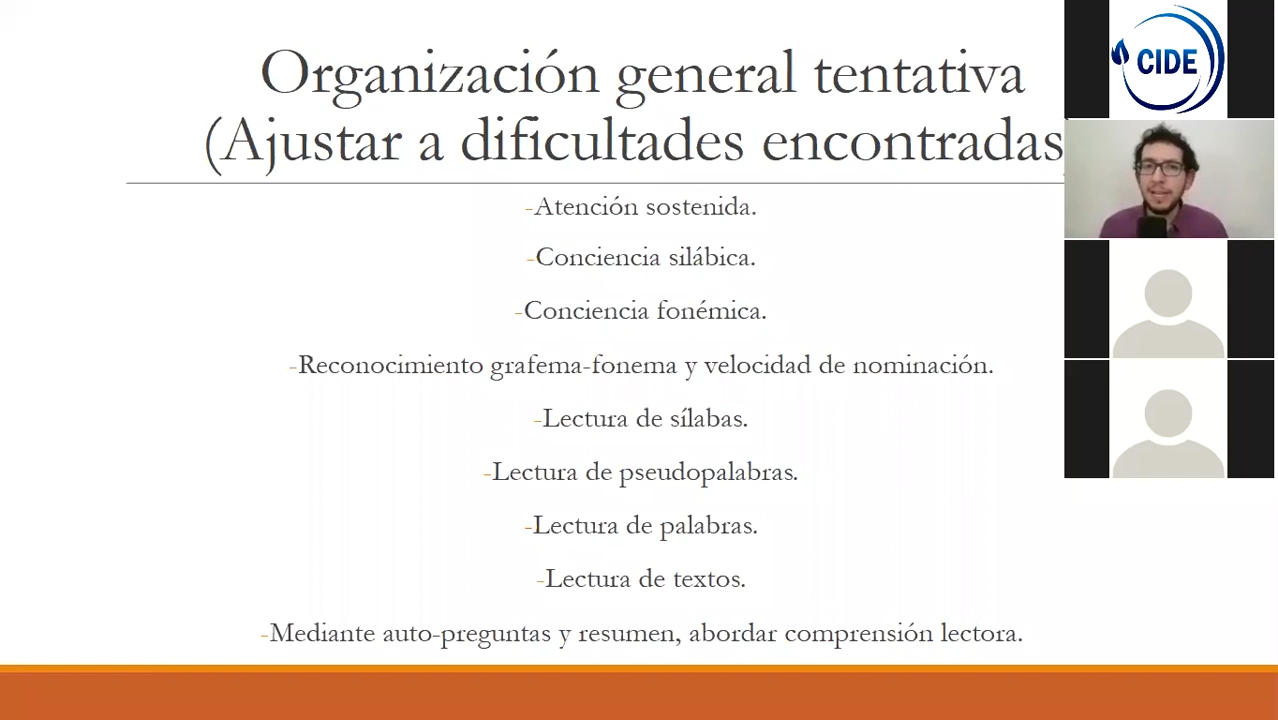 Organización general tentativa
(Ajustar a dificultades encontradas)
-Atención sostenida.
-Conciencia silábica.
-Conciencia fonémica.
-Reconocimiento grafema-fonema y velocidad de nominación.
-Lectura de sílabas.
-Lectura de pseudopalabras.
-Lectura de palabras.
-Lectura de textos.
-Mediante auto-preguntas y resumen, abordar comprensión lectora.
CIDE